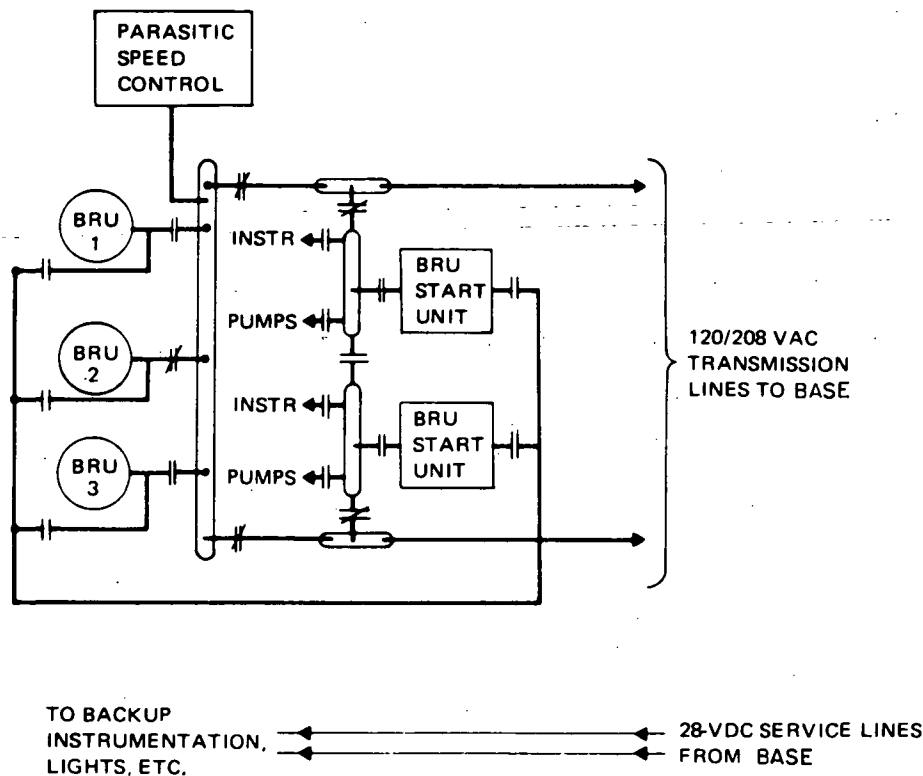 PARASITIC
SPEED
CONTROL
BRU
1
INSTR
BRU
START
UNIT
PUMPS
BRU
2
120/208 VAC
TRANSMISSION
LINES TO BASE
INSTR
BRU
START
UNIT
BRU
3
PUMPS
TO BACKUP
INSTRUMENTATION,
LIGHTS, ETC.
28-VDC SERVICE LINES
FROM BASE